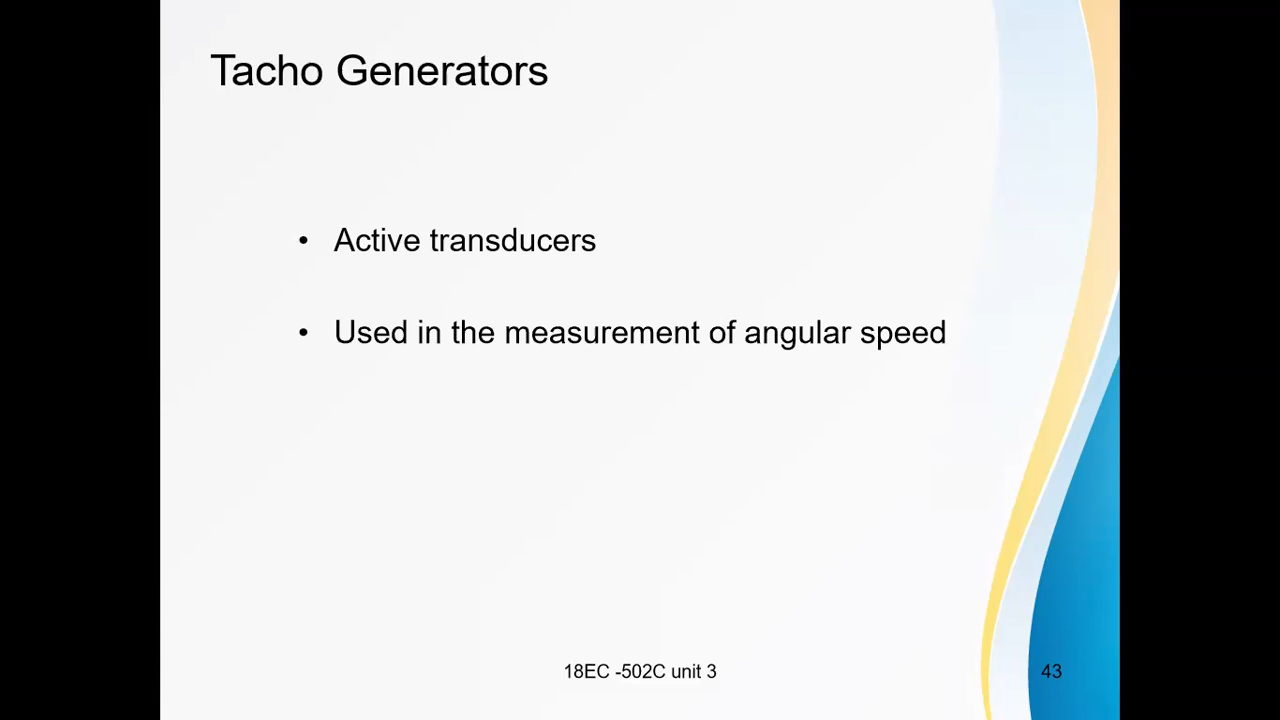 Tacho Generators
• Active transducers
• Used in the measurement of angular speed
18EC -502C unit 3
43